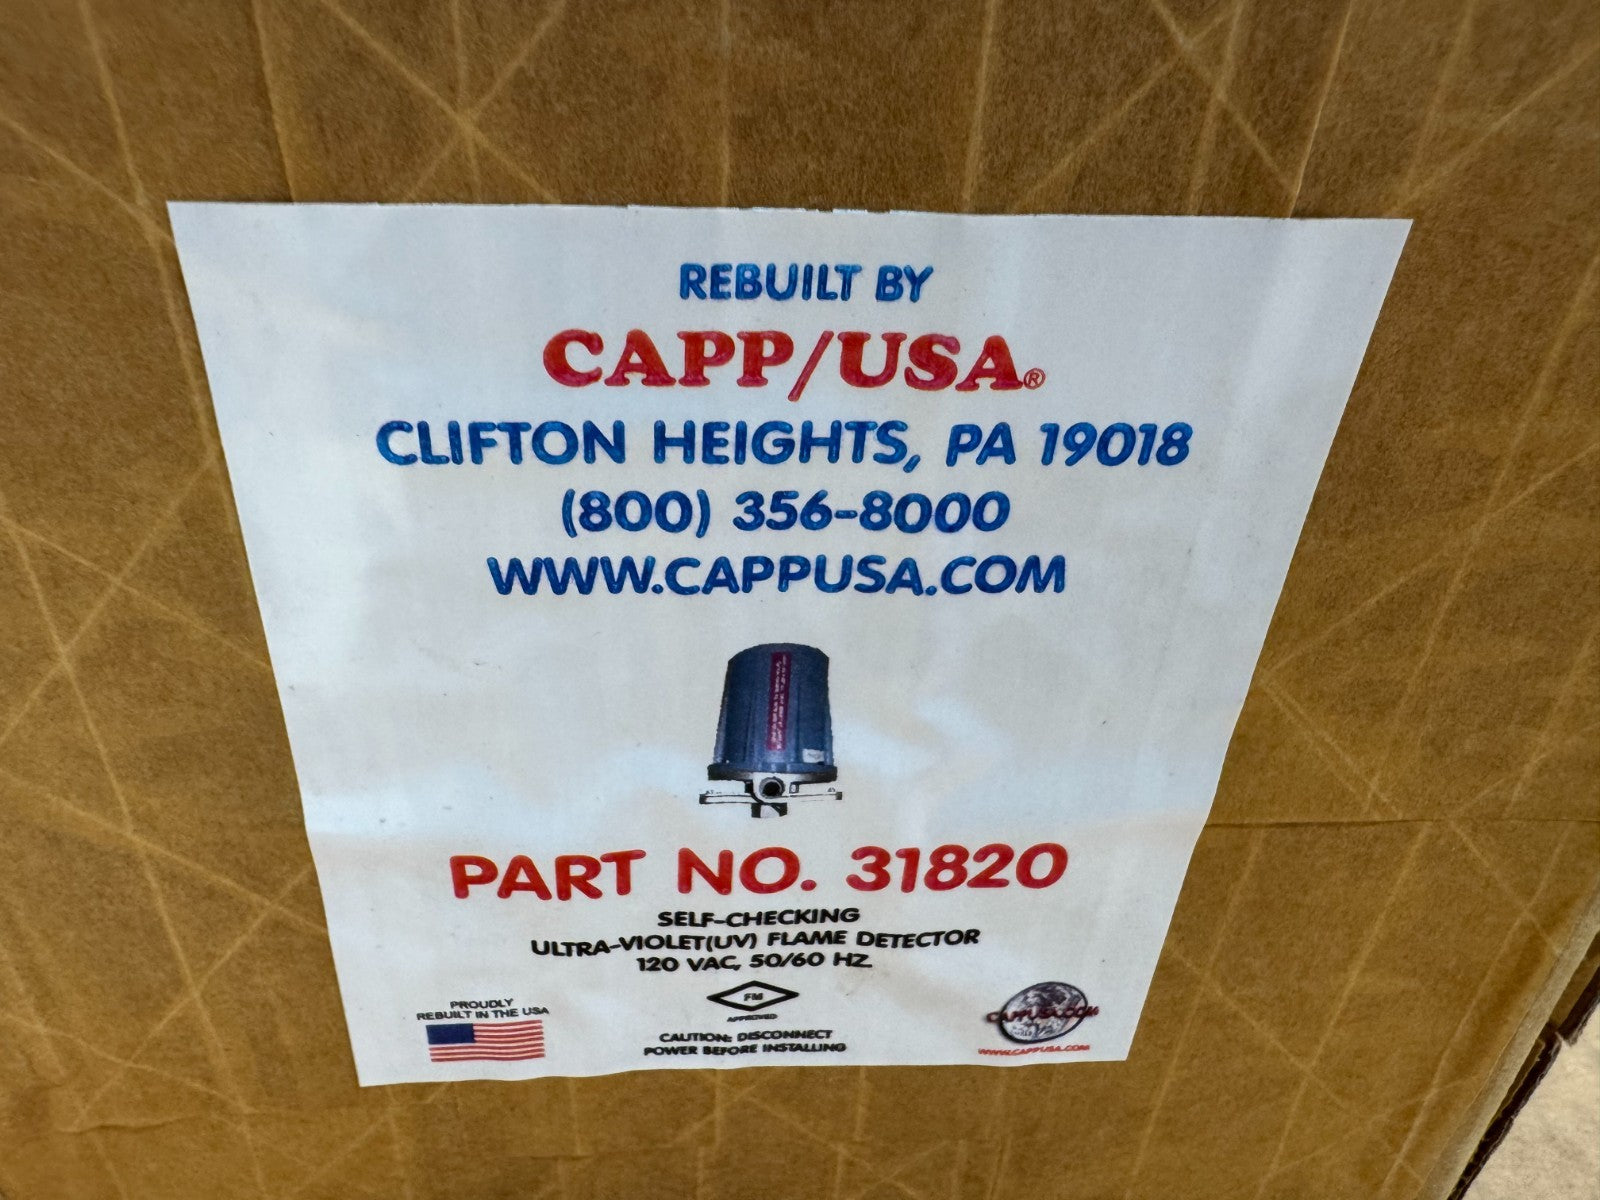 REBUILT BY
CAPP/USA®
CLIFTON HEIGHTS, PA 19018
(800) 356-8000
WWW.CAPPUSA.COM
PART NO. 31820
SELF-CHECKING
ULTRA-VIOLET(UV) FLAME DETECTOR
120 VAC, 50/60 HZ
PROUDLY
REBUILT IN THE USA
FM
APPROVED
CAUTION: DISCONNECT
POWER BEFORE INSTALLING
CAPPUSA.COM
WWW.CAPPUSA.COM